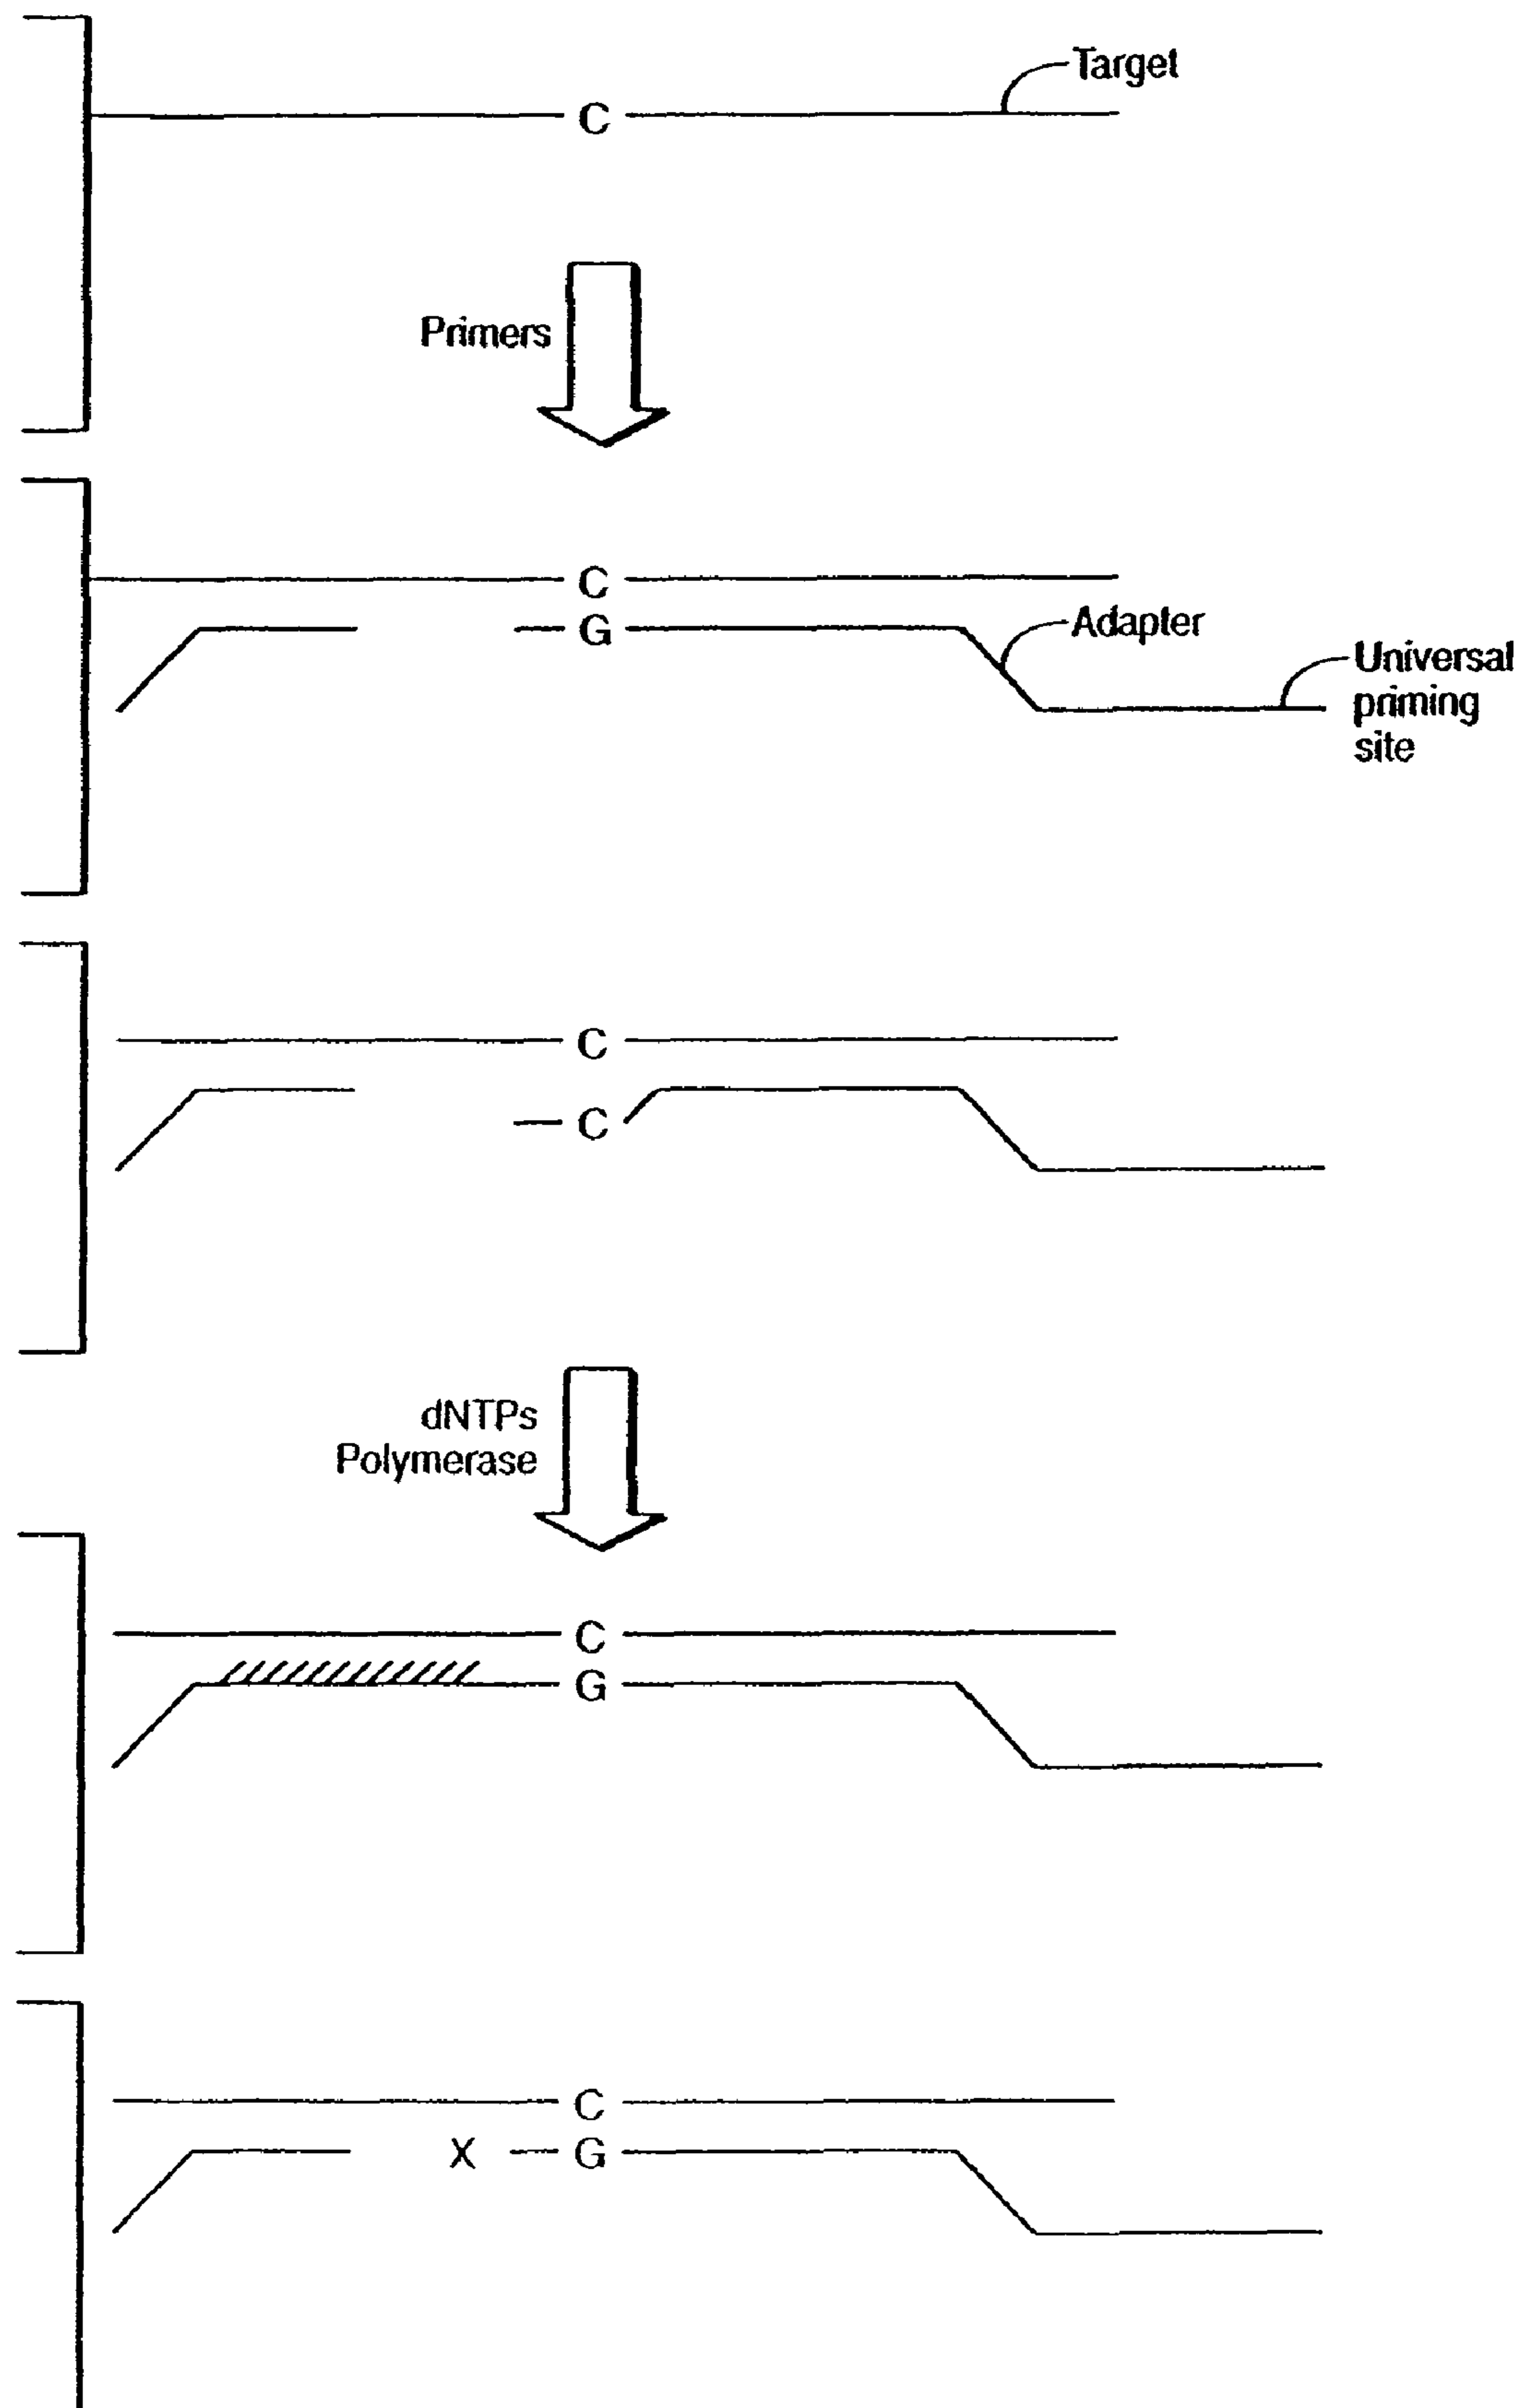 Target
C
Primers
C
G
Adapter
Universal
priming
site
C
C
dNTPs
Polymerase
C
G
C
X
G